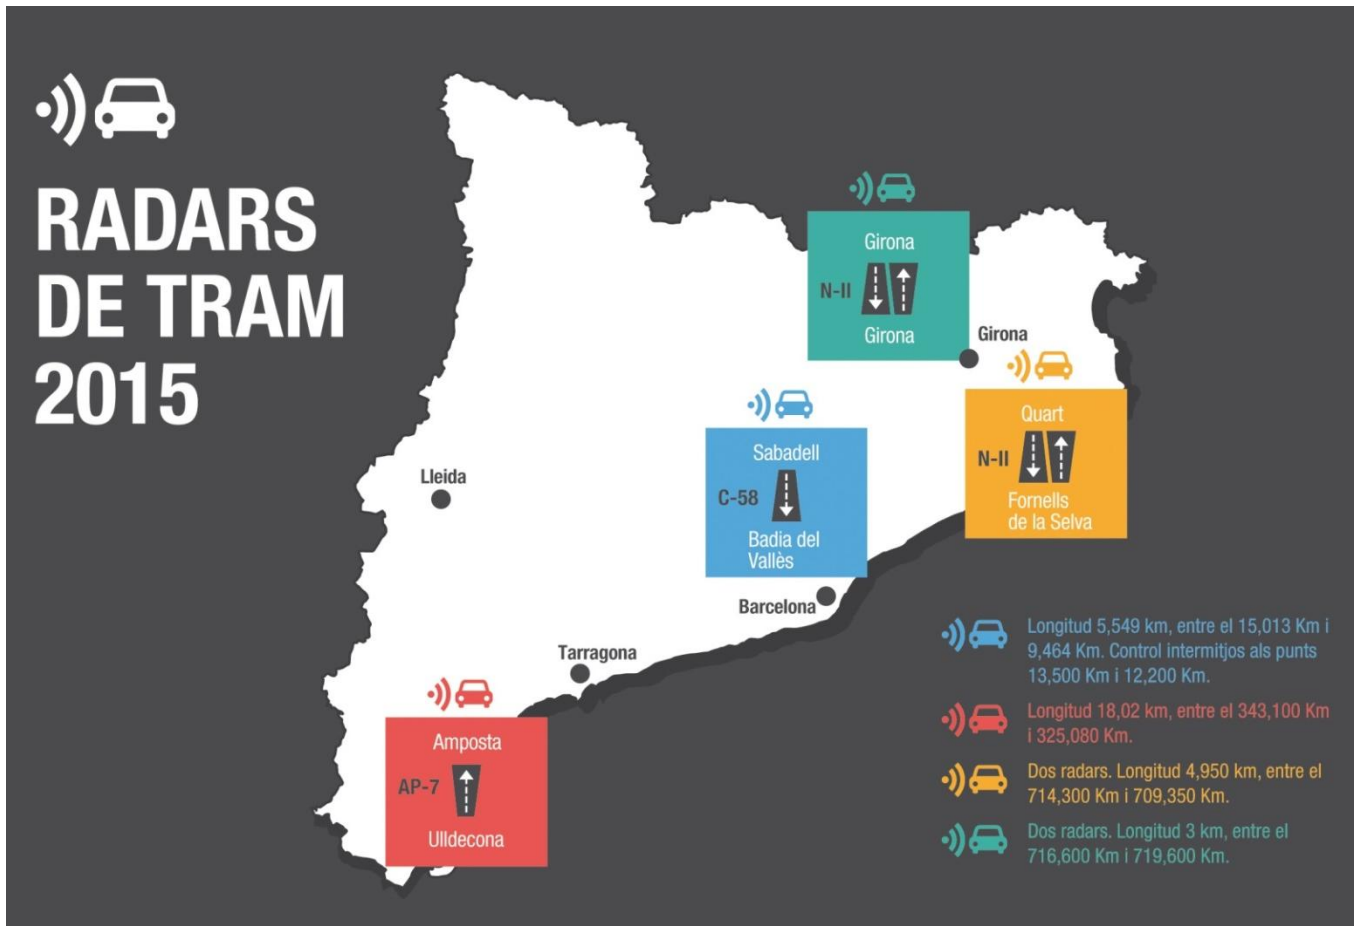 RADARS
DE TRAM
2015
Girona
N-II
Girona
Girona
Quart
N-II
Fornells
de la Selva
Sabadell
C-58
Badia del
Vallès
Lleida
Barcelona
Tarragona
Amposta
AP-7
Ulldecona
Longitud 5,549 km, entre el 15,013 Km i
9,464 Km. Control intermitjos als punts
13,500 Km i 12,200 Km.
Longitud 18,02 km, entre el 343,100 Km
i 325,080 Km.
Dos radars. Longitud 4,950 km, entre el
714,300 Km i 709,350 Km.
Dos radars. Longitud 3 km, entre el
716,600 Km i 719,600 Km.